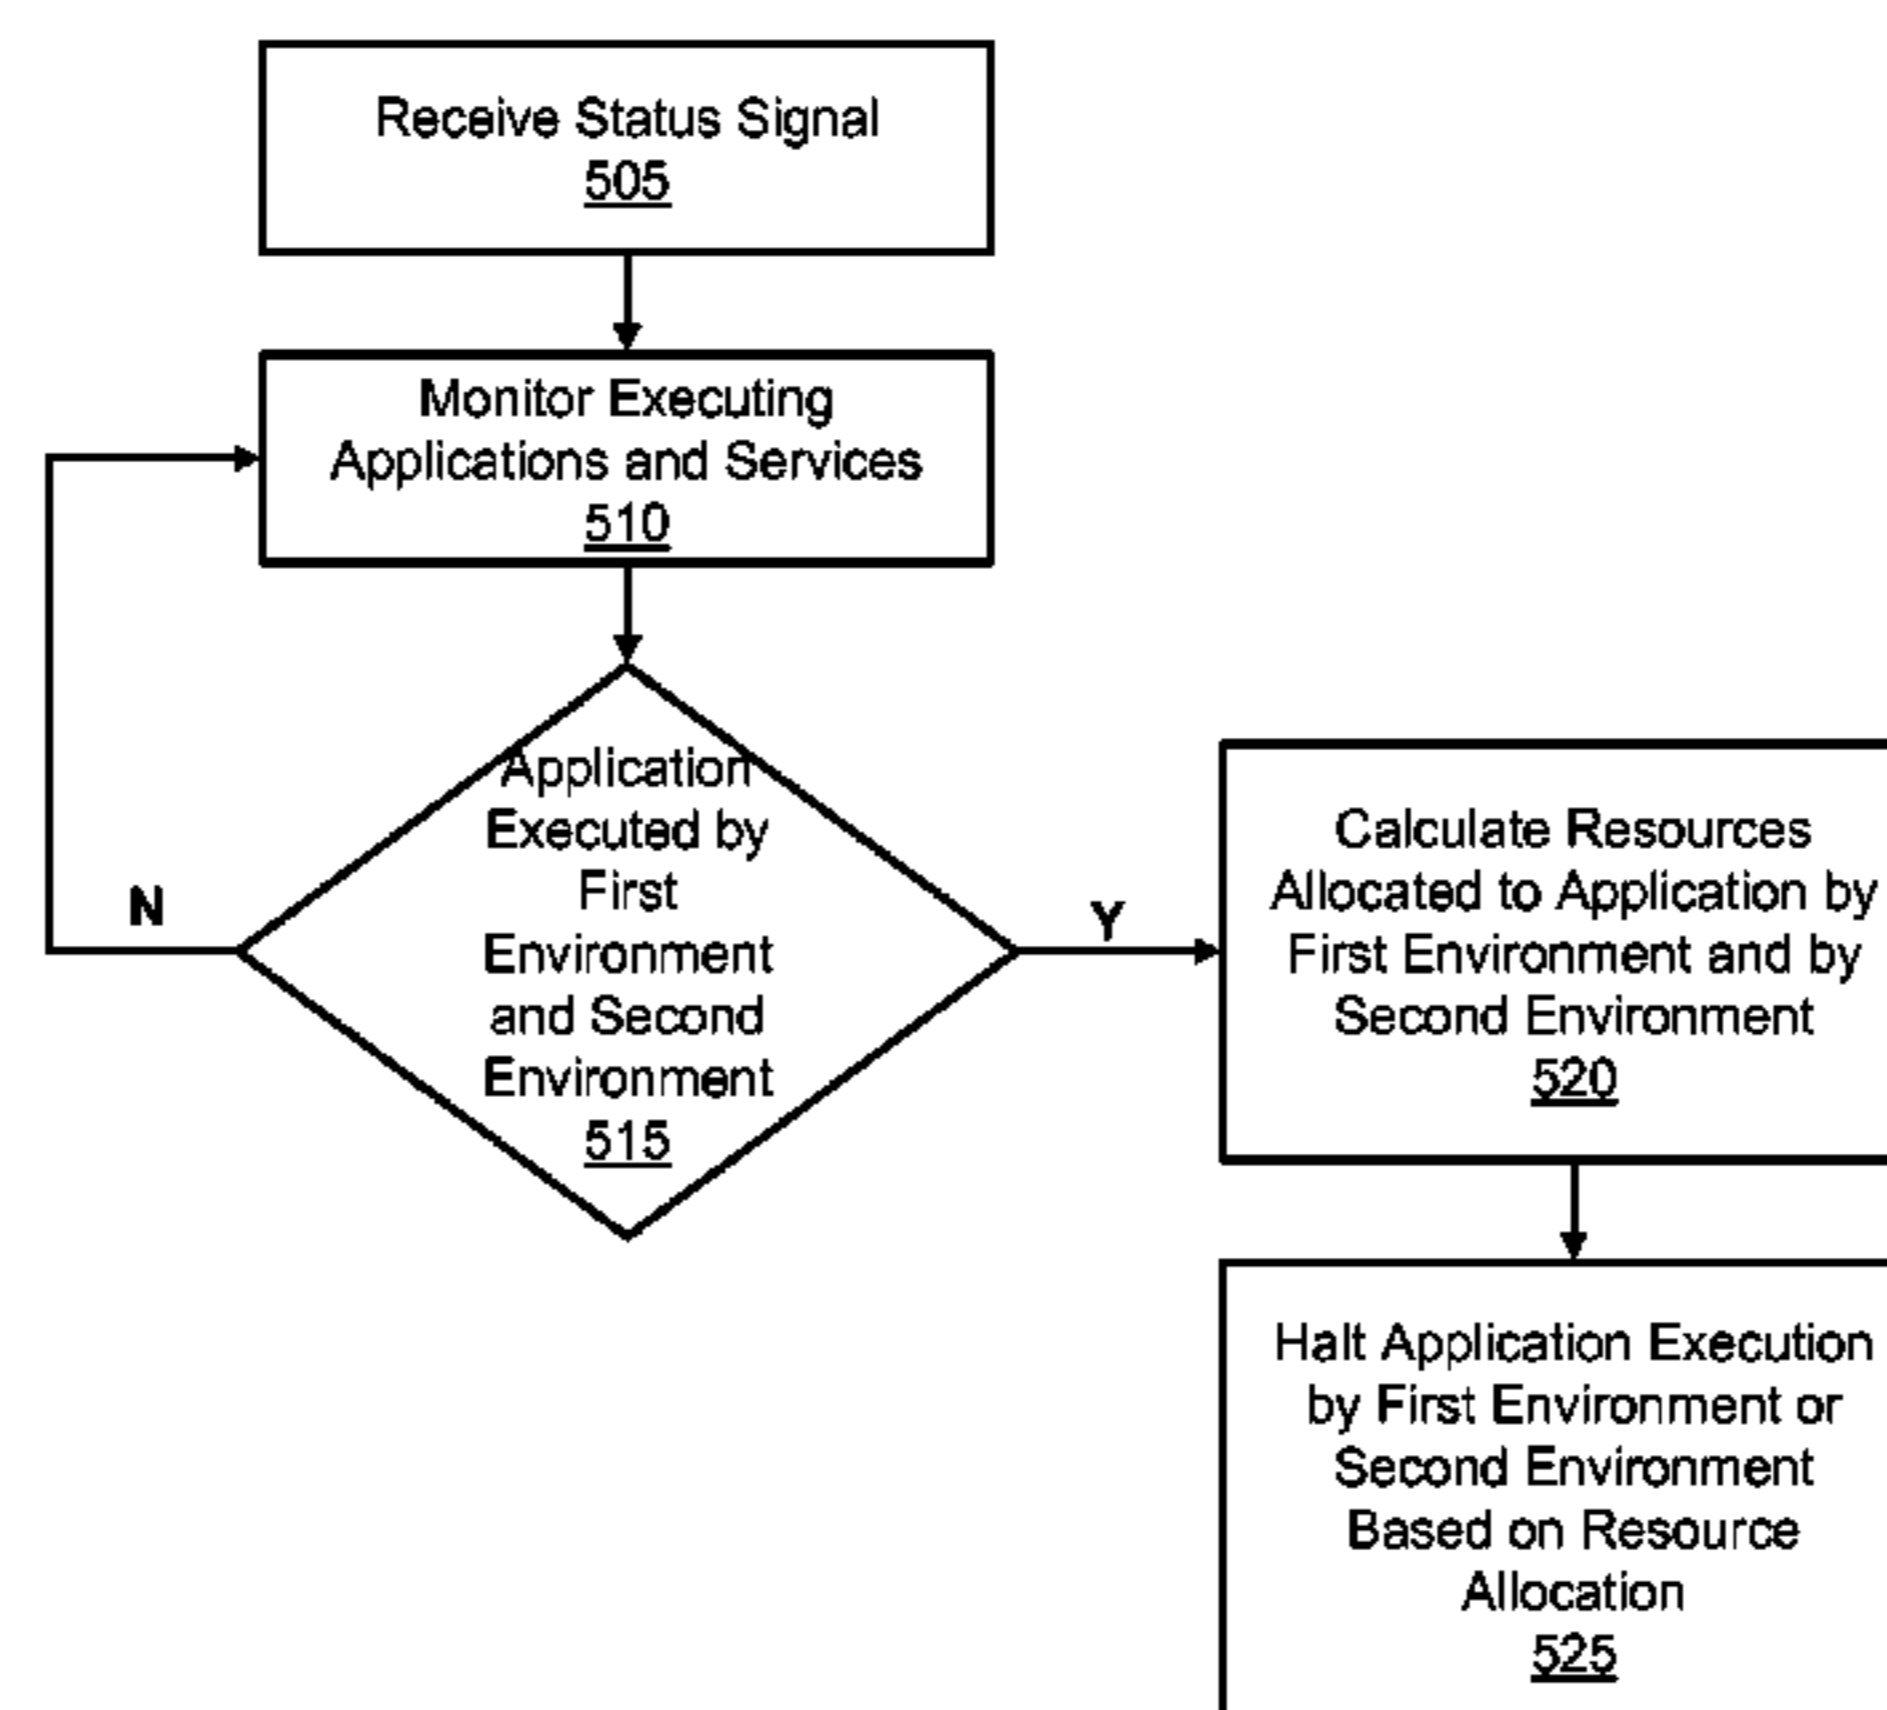 Receive Status Signal
505
Monitor Executing
Applications and Services
510
Application
Executed by
First
Environment
and Second
Environment
515
N
Y
Calculate Resources
Allocated to Application by
First Environment and by
Second Environment
520
Halt Application Execution
by First Environment or
Second Environment
Based on Resource
Allocation
525